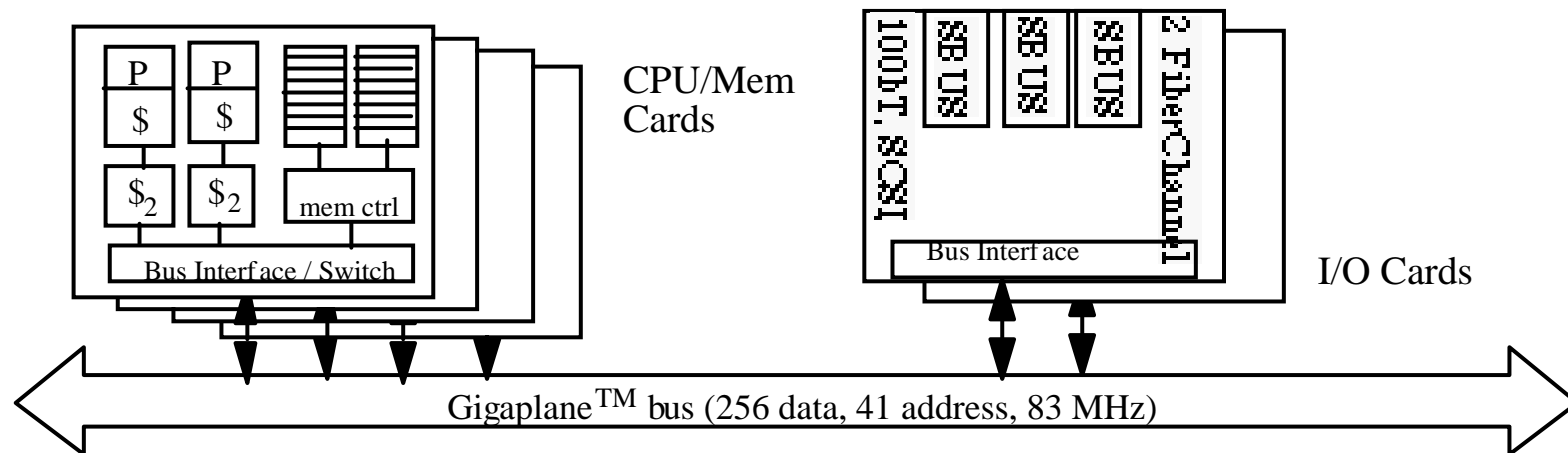 P
$
$2
P
$
$2
mem ctrl
Bus Interface / Switch
CPU/Mem
Cards
100bT, SCSI
SBUS
SBUS
SBUS
2 FiberChannel
Bus Interface
I/O Cards
Gigaplane™ bus (256 data, 41 address, 83 MHz)